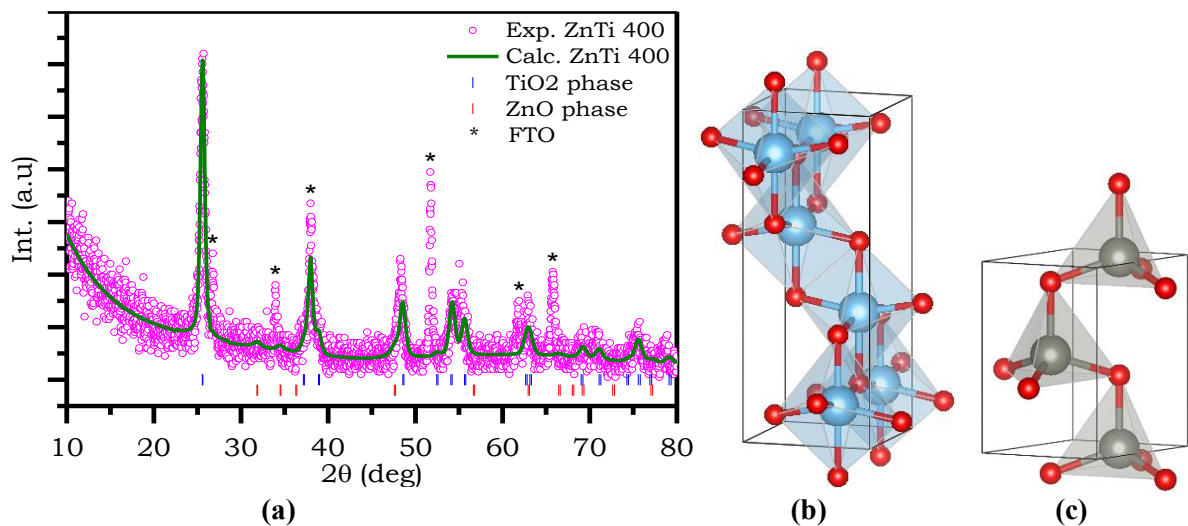 Exp. ZnTi 400
Calc. ZnTi 400
TiO2 phase
ZnO phase
* FTO
Int. (a.u)
* * * * * *
10 20 30 40 50 60 70 80
2θ (deg)
(a) (b) (c)